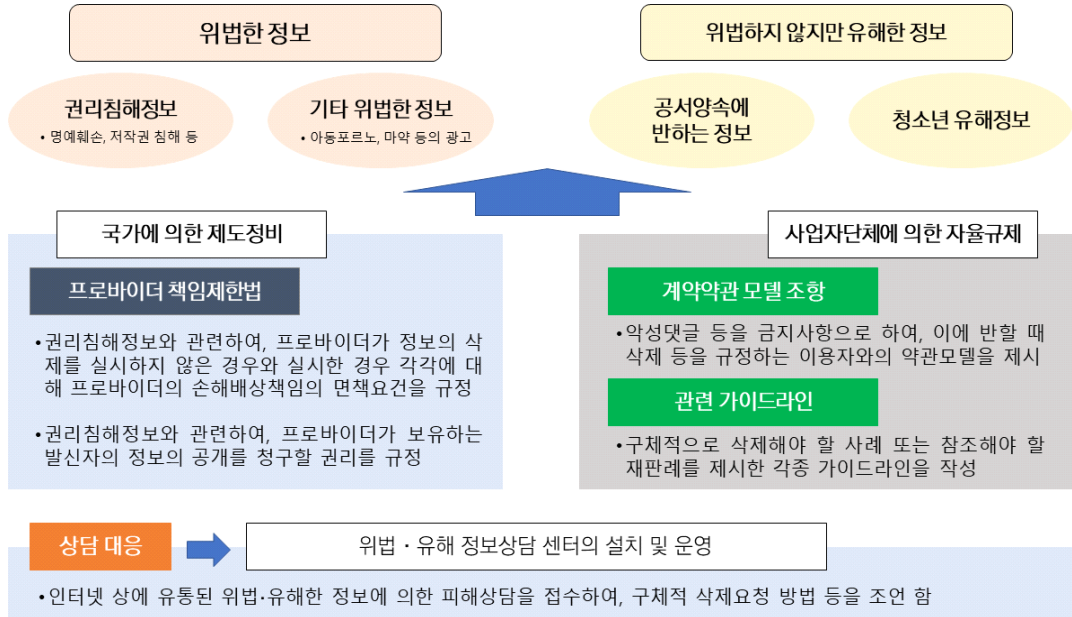 위법한 정보
위법하지 않지만 유해한 정보
권리침해정보
• 명예훼손, 저작권 침해 등
기타 위법한 정보
• 아동포르노, 마약 등의 광고
공서양속에
반하는 정보
청소년 유해정보
국가에 의한 제도정비
프로바이더 책임제한법
• 권리침해정보와 관련하여, 프로바이더가 정보의 삭
제를 실시하지 않은 경우와 실시한 경우 각각에 대
해 프로바이더의 손해배상책임의 면책요건을 규정
• 권리침해정보와 관련하여, 프로바이더가 보유하는
발신자의 정보의 공개를 청구할 권리를 규정
사업자단체에 의한 자율규제
계약약관 모델 조항
• 악성댓글 등을 금지사항으로 하여, 이에 반할 때
삭제 등을 규정하는 이용자와의 약관모델을 제시
관련 가이드라인
• 구체적으로 삭제해야 할 사례 또는 참조해야 할
재판례를 제시한 각종 가이드라인을 작성
상담 대응
위법 · 유해 정보상담 센터의 설치 및 운영
• 인터넷 상에 유통된 위법·유해한 정보에 의한 피해상담을 접수하여, 구체적 삭제요청 방법 등을 조언 함